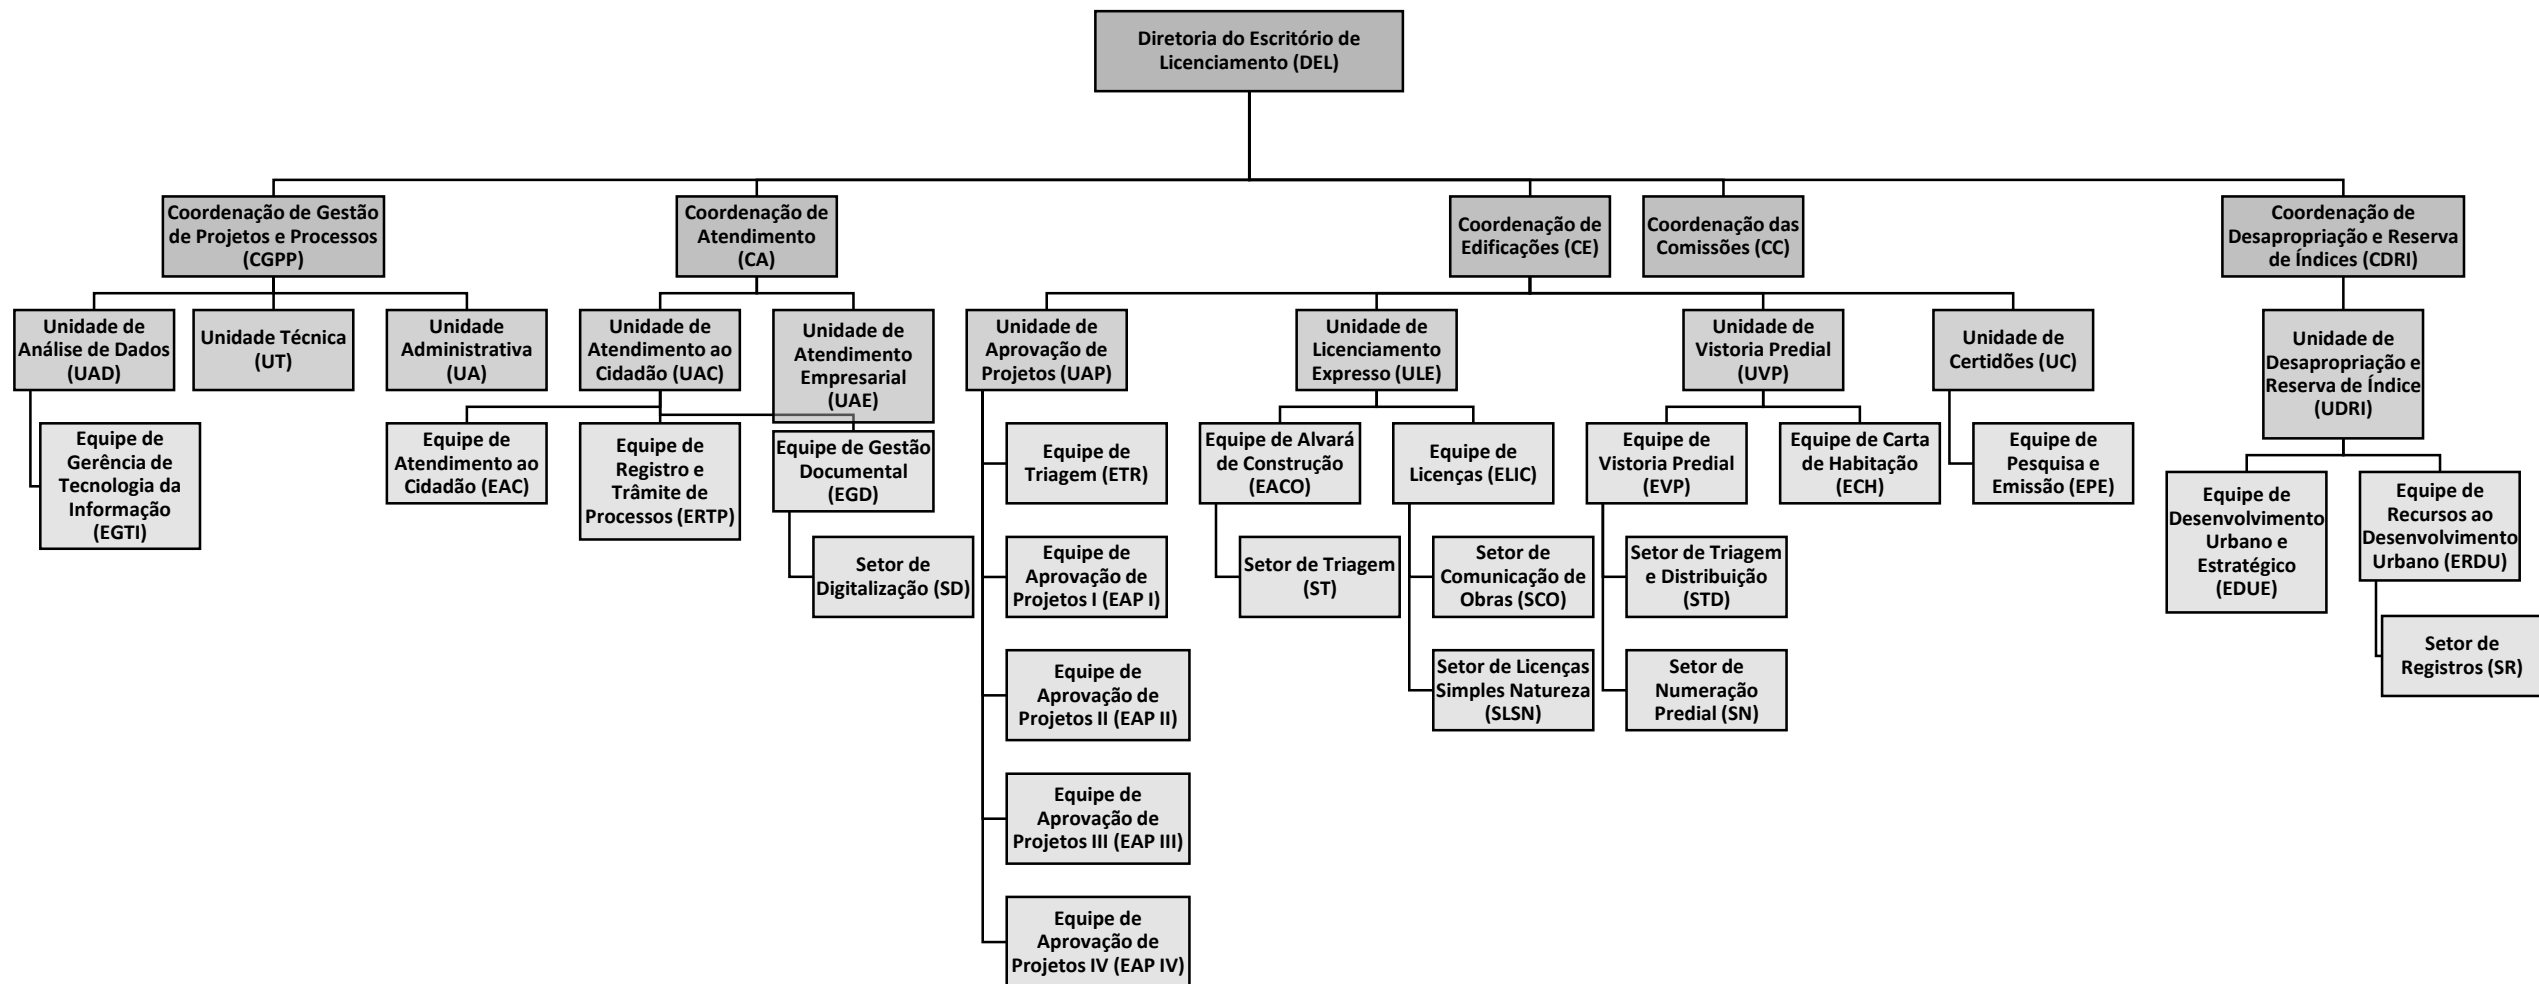 Diretoria do Escritório de
Licenciamento (DEL)
Coordenação de Gestão
de Projetos e Processos
(CGPP)
Coordenação de
Atendimento
(CA)
Coordenação de
Edificações (CE)
Coordenação das
Comissões (CC)
Coordenação de
Desapropriação e Reserva
de Índices (CDRI)
Unidade de
Análise de Dados
(UAD)
Unidade Técnica
(UT)
Unidade
Administrativa
(UA)
Unidade de
Atendimento ao
Cidadão (UAC)
Unidade de
Atendimento
Empresarial
(UAE)
Unidade de
Aprovação de
Projetos (UAP)
Unidade de
Licenciamento
Expresso (ULE)
Unidade de
Vistoria Predial
(UVP)
Unidade de
Certidões (UC)
Unidade de
Desapropriação e
Reserva de Índice
(UDRI)
Equipe de
Gerência de
Tecnologia da
Informação
(EGTI)
Equipe de
Atendimento ao
Cidadão (EAC)
Equipe de
Registro e
Trâmite de
Processos (ERTP)
Equipe de Gestão
Documental
(EGD)
Setor de
Digitalização (SD)
Equipe de
Triagem (ETR)
Equipe de
Aprovação de
Projetos I (EAP I)
Equipe de
Aprovação de
Projetos II (EAP II)
Equipe de
Aprovação de
Projetos III (EAP III)
Equipe de
Aprovação de
Projetos IV (EAP IV)
Equipe de Alvará
de Construção
(EACO)
Setor de Triagem
(ST)
Equipe de
Licenças (ELIC)
Setor de
Comunicação de
Obras (SCO)
Setor de Licenças
Simples Natureza
(SLSN)
Equipe de
Vistoria Predial
(EVP)
Setor de Triagem
e Distribuição
(STD)
Setor de
Numeração
Predial (SN)
Equipe de Carta
de Habitação
(ECH)
Equipe de
Pesquisa e
Emissão (EPE)
Equipe de
Desenvolvimento
Urbano e
Estratégico
(EDUE)
Equipe de
Recursos ao
Desenvolvimento
Urbano (ERDU)
Setor de
Registros (SR)